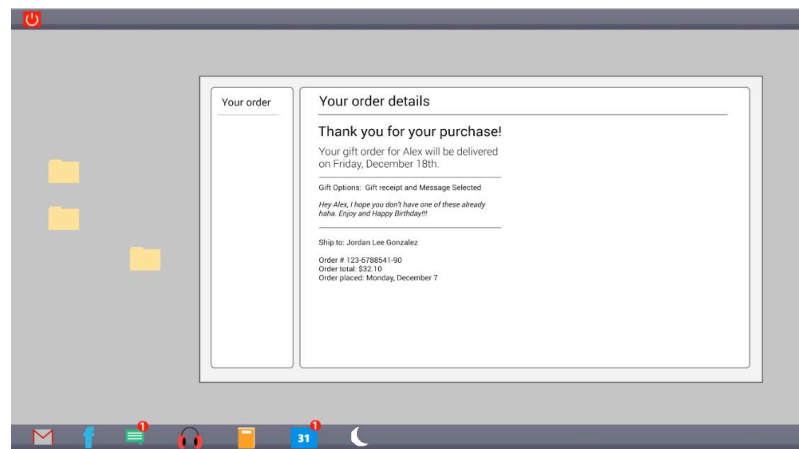 Your order
Your order details
Thank you for your purchase!
Your gift order for Alex will be delivered
on Friday, December 18th.
Gift Options: Gift receipt and Message Selected
Hey Alex, I hope you don't have one of these already
haha. Enjoy and Happy Birthday!!!
Ship to: Jordan Lee Gonzalez
Order # 123-6788541-90
Order total: $32.10
Order placed: Monday, December 7
1
1
31